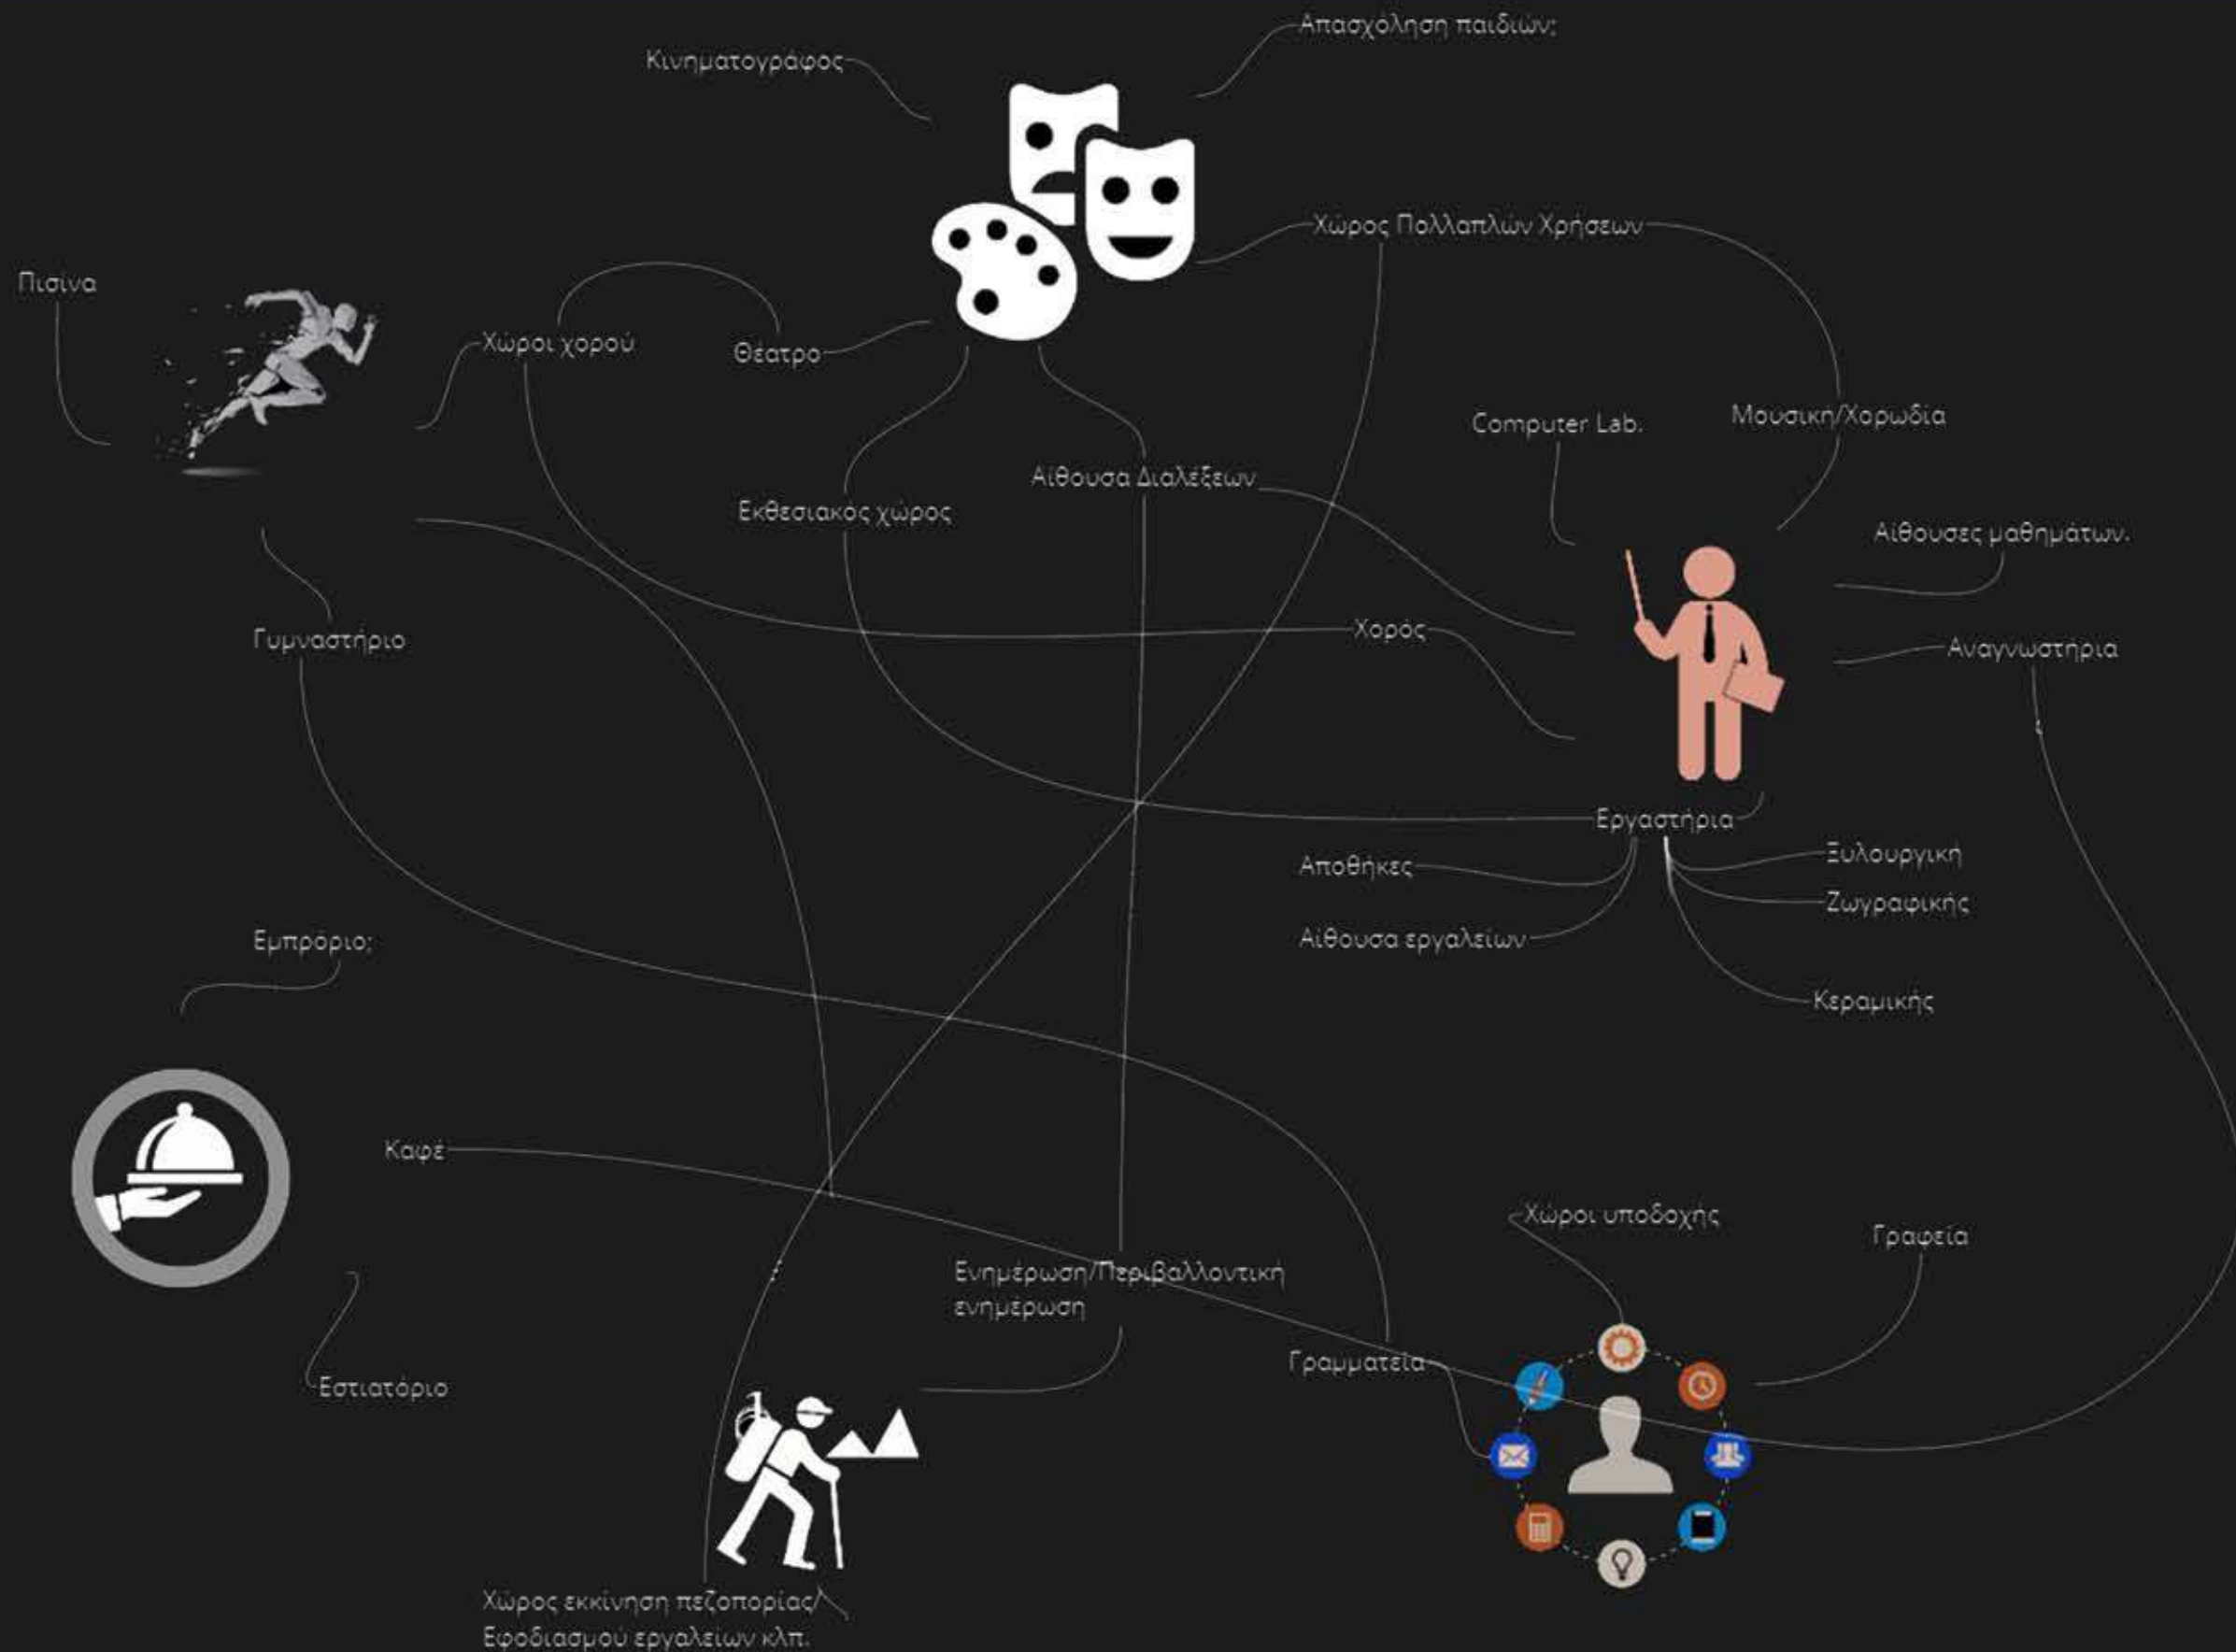 Απασχόληση παιδιών;
Κινηματογράφος
Χώρος Πολλαπλών Χρήσεων
Πισίνα
Χώροι χορού
Θέατρο
Computer Lab.
Μουσική/Χορωδία
Αίθουσα Διαλέξεων
Εκθεσιακός χώρος
Αίθουσες μαθημάτων.
Χορός
Γυμναστήριο
Αναγνωστήρια
Εργαστήρια
Αποθήκες
Ξυλουργική
Ζωγραφικής
Αίθουσα εργαλείων
Εμπρόριο;
Κεραμικής
Καφέ
Χώροι υποδοχής
Γραφεία
Ενημέρωση/Περιβαλλοντική
ενημέρωση
Γραμματεία
Εστιατόριο
Χώρος εκκίνηση πεζοπορίας/
Εφοδιασμού εργαλείων κλπ.